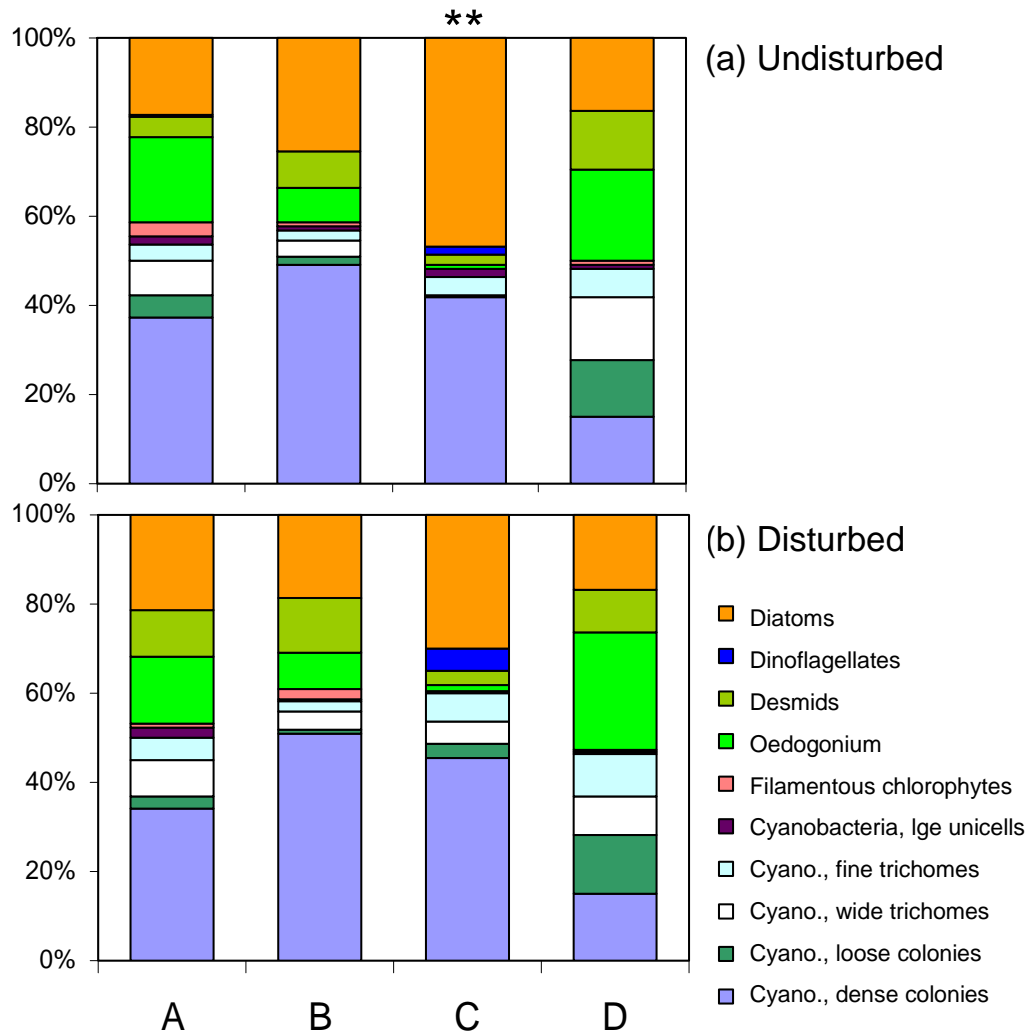 **
100%
80%
60%
40%
20%
0%
(a) Undisturbed
100%
80%
60%
40%
20%
0%
(b) Disturbed
Diatoms
Dinoflagellates
Desmids
Oedogonium
Filamentous chlorophytes
Cyanobacteria, lge unicells
Cyano., fine trichomes
Cyano., wide trichomes
Cyano., loose colonies
Cyano., dense colonies
A B C D